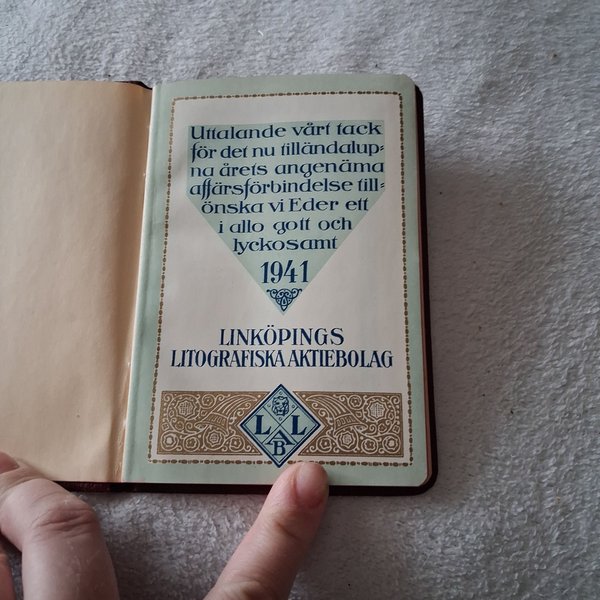 Uttalande vårt tack
för det nu tilländalup-
na årets angenäma
affärsförbindelse till-
önska vi Eder ett
i allo gott och
lyckosamt
1941
LINKÖPINGS
LITOGRAFISKA AKTIEBOLAG
L L
AB